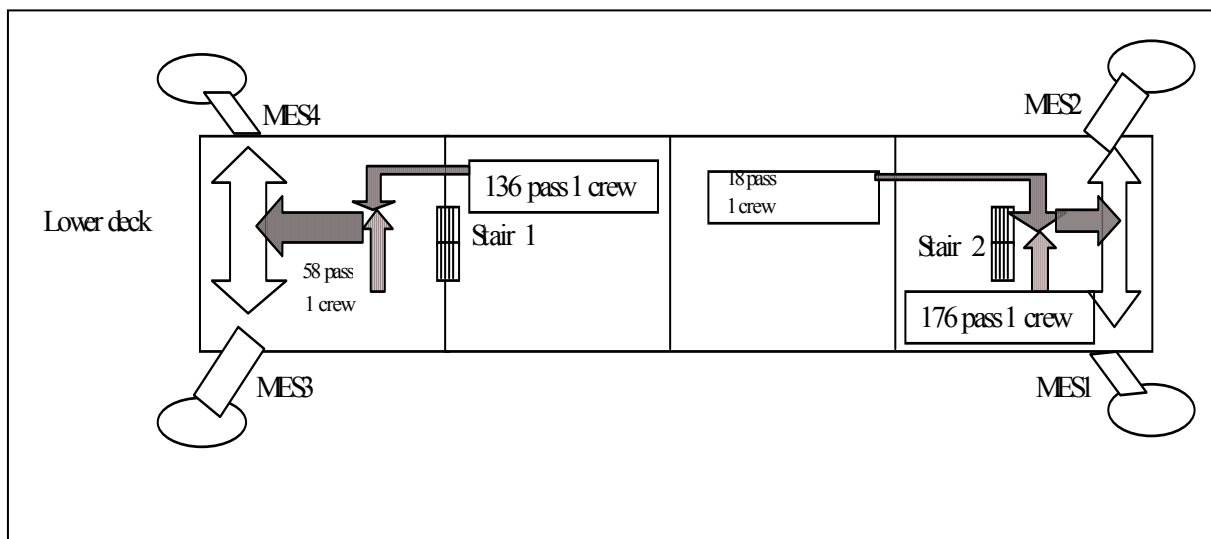 MES4
MES2
136 pass 1 crew
18 pass
1 crew
Lower deck
Stair 1
Stair 2
58 pass
1 crew
176 pass 1 crew
MES3
MES1